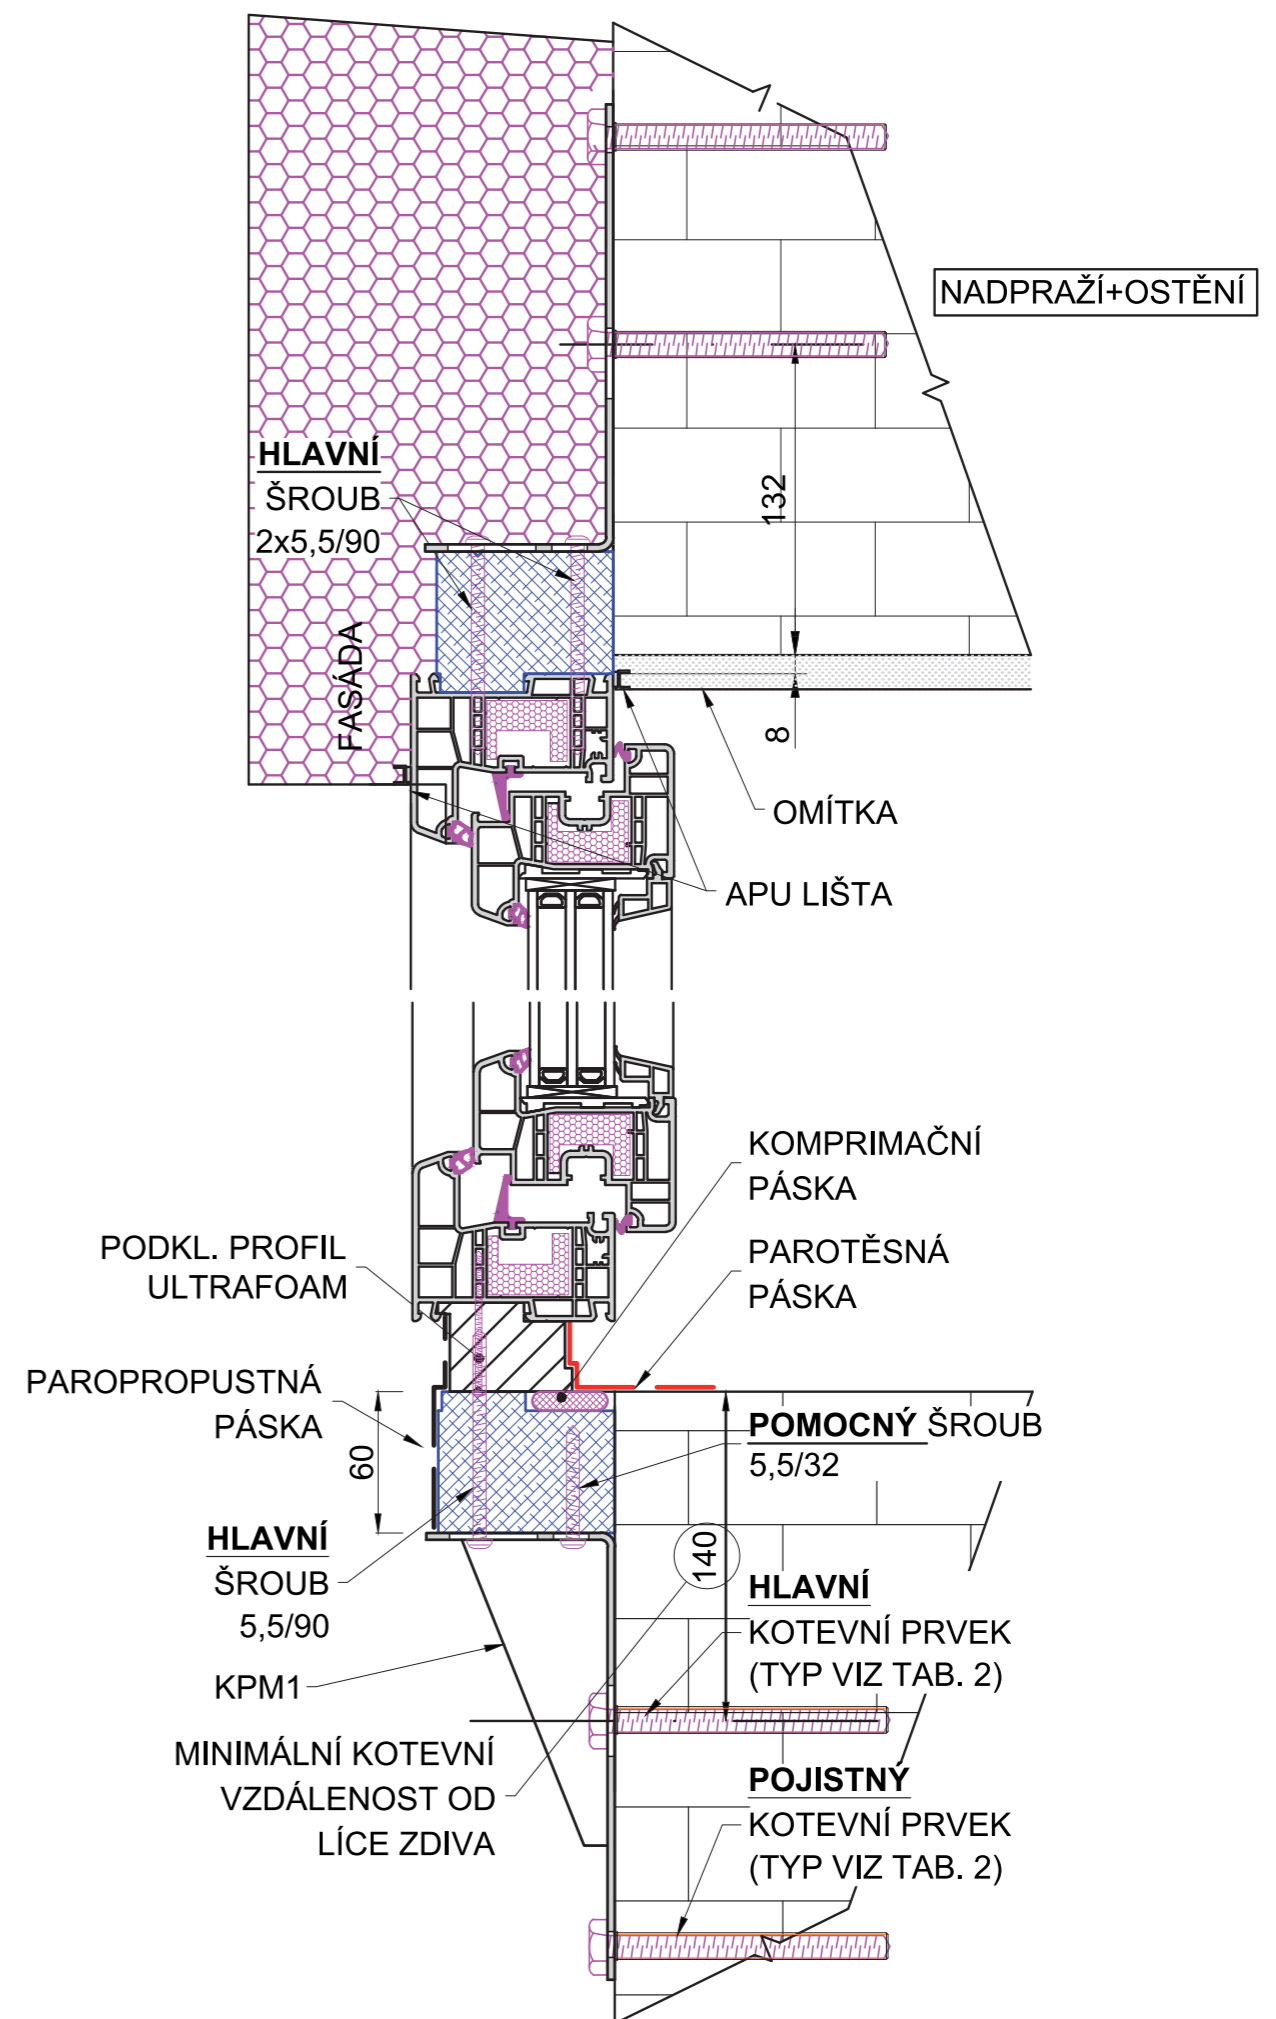 NADPRAŽÍ+OSTĚNÍ
HLAVNÍ
ŠROUB
2x5,5/90
132
FASÁDA
8
OMÍTKA
APU LIŠTA
KOMPRIMAČNÍ
PÁSKA
PODKL. PROFIL
ULTRAFOAM
PAROTĚSNÁ
PÁSKA
PAROPROPUSTNÁ
PÁSKA
60
POMOCNÝ ŠROUB
5,5/32
HLAVNÍ
ŠROUB
5,5/90
140
HLAVNÍ
KOTEVNÍ PRVEK
(TYP VIZ TAB. 2)
KPM1
MINIMÁLNÍ KOTEVNÍ
VZDÁLENOST OD
LÍCE ZDIVA
POJISTNÝ
KOTEVNÍ PRVEK
(TYP VIZ TAB. 2)